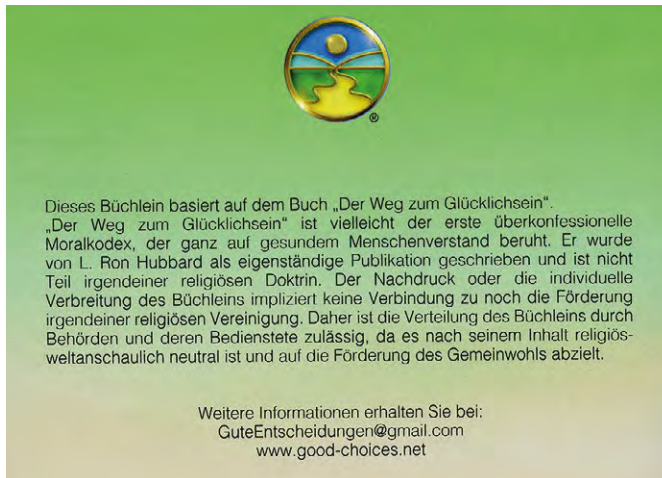 ®
Dieses Büchlein basiert auf dem Buch „Der Weg zum Glücklichsein“.
„Der Weg zum Glücklichsein“ ist vielleicht der erste überkonfessionelle
Moralkodex, der ganz auf gesundem Menschenverstand beruht. Er wurde
von L. Ron Hubbard als eigenständige Publikation geschrieben und ist nicht
Teil irgendeiner religiösen Doktrin. Der Nachdruck oder die individuelle
Verbreitung des Büchleins impliziert keine Verbindung zu noch die Förderung
irgendeiner religiösen Vereinigung. Daher ist die Verteilung des Büchleins durch
Behörden und deren Bedienstete zulässig, da es nach seinem Inhalt religiös-
weltanschaulich neutral ist und auf die Förderung des Gemeinwohls abzielt.
Weitere Informationen erhalten Sie bei:
GuteEntscheidungen@gmail.com
www.good-choices.net